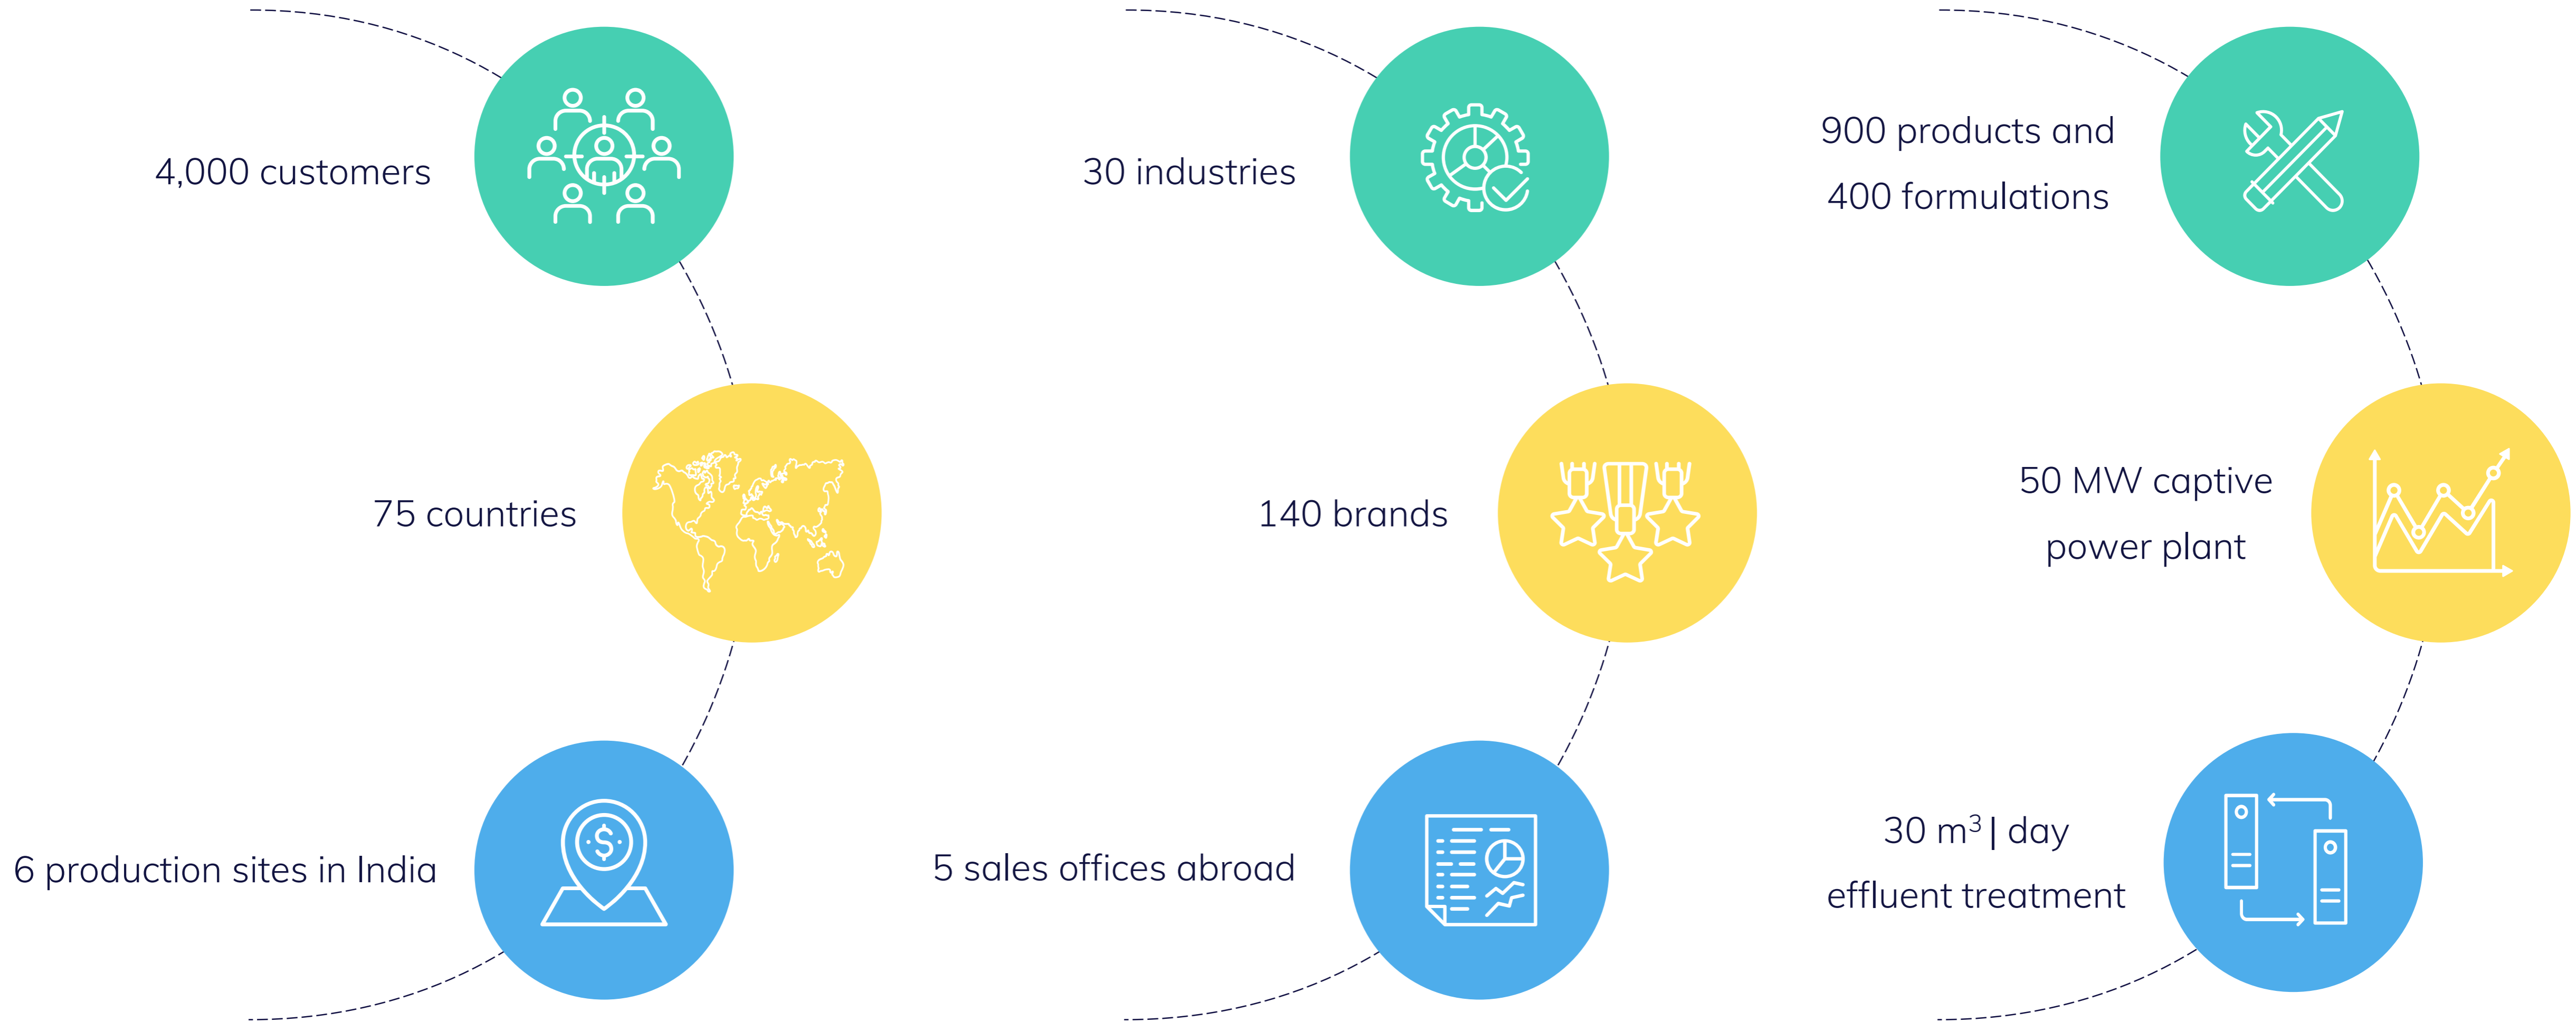 4,000 customers
75 countries
6 production sites in India
30 industries
140 brands
5 sales offices abroad
900 products and
400 formulations
50 MW captive
power plant
30 m³ | day
effluent treatment